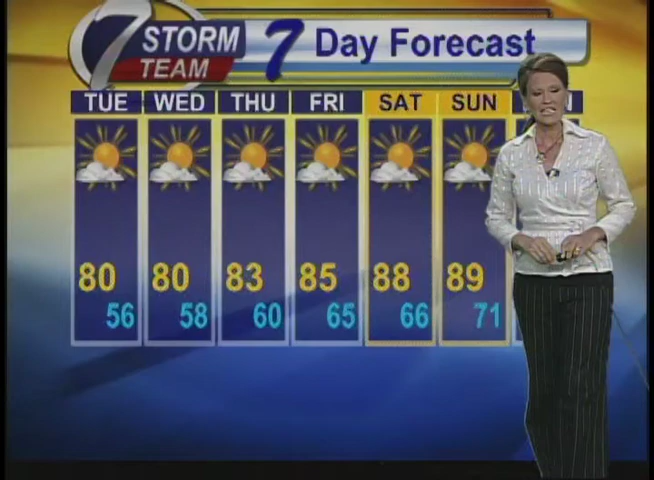 7 STORM TEAM
7 Day Forecast
TUE WED THU FRI SAT SUN
80 80 83 85 88 89
56 58 60 65 66 71